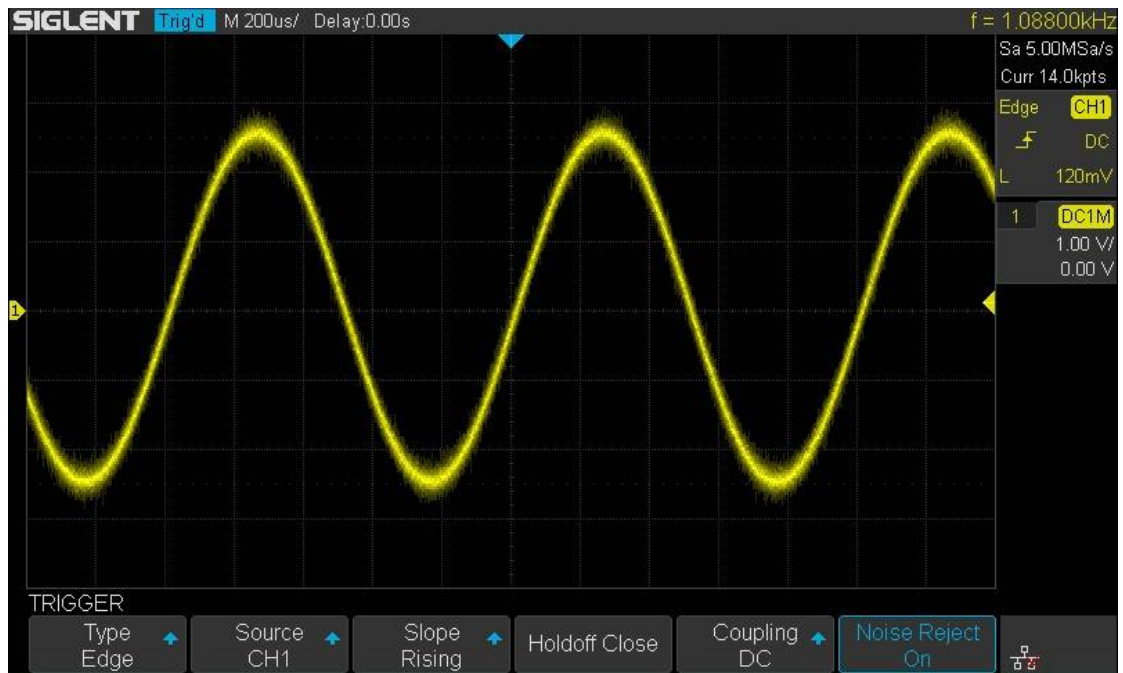 SIGLENT Trig'd M 200us/ Delay:0.00s f = 1.08800kHz
Sa 5.00MSa/s
Curr 14.0kpts
Edge CH1
DC
L 120mV
1 DC1M
1.00 V/
0.00 V
1
TRIGGER
Type
Edge
Source
CH1
Slope
Rising
Holdoff Close
Coupling
DC
Noise Reject
On